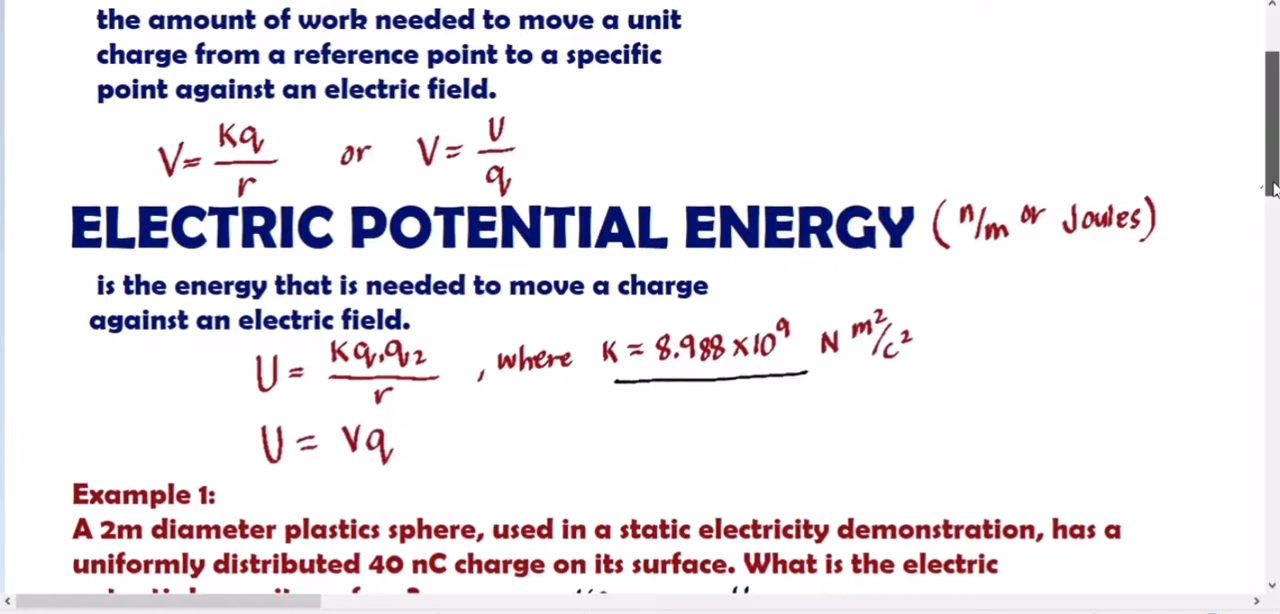 the amount of work needed to move a unit
charge from a reference point to a specific
point against an electric field.
V = Kq/r or V = U/q
ELECTRIC POTENTIAL ENERGY (n/m or Joules)
is the energy that is needed to move a charge
against an electric field.
U = Kq₁q₂/r , where K = 8.988 x 10⁹ N m²/c²
U = Vq
Example 1:
A 2m diameter plastics sphere, used in a static electricity demonstration, has a
uniformly distributed 40 nC charge on its surface. What is the electric